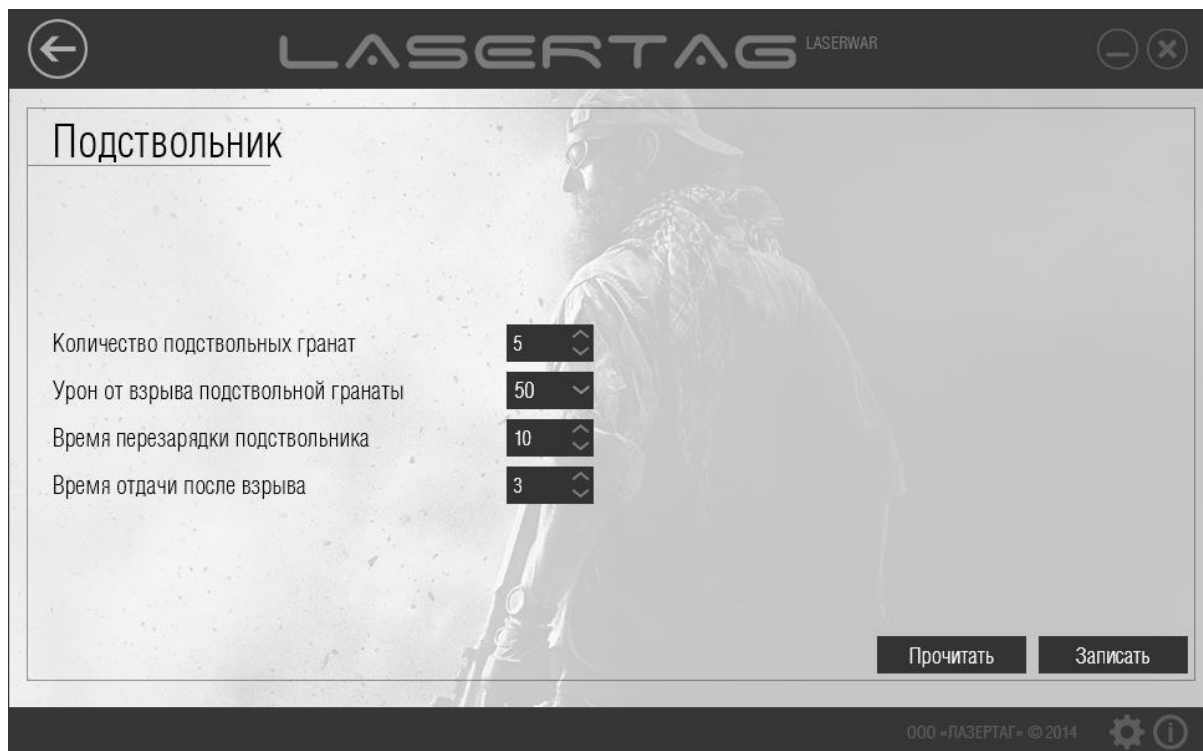 LASERTAG LASERWAR
Подствольник
Количество подствольных гранат 5
Урон от взрыва подствольной гранаты 50
Время перезарядки подствольника 10
Время отдачи после взрыва 3
Прочитать Записать
ООО «ЛАЗЕРТАГ» © 2014